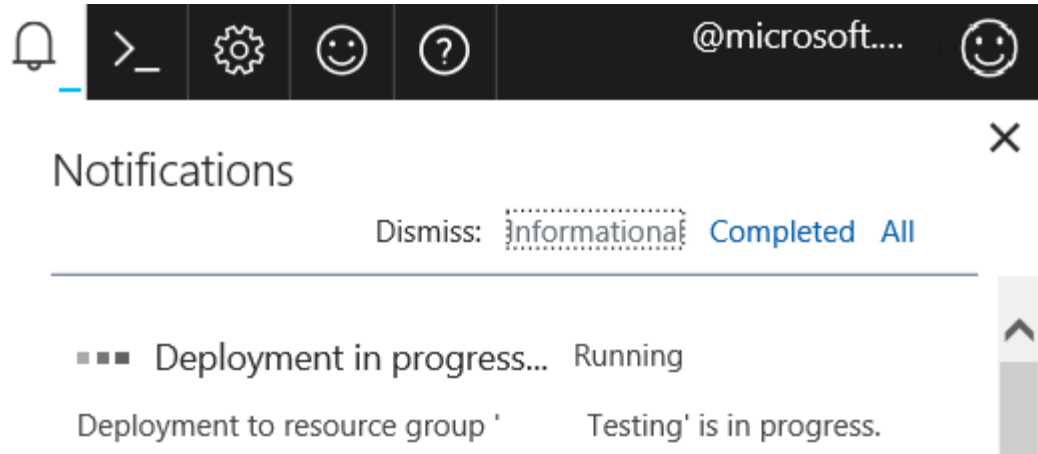 @microsoft....
Notifications
Dismiss: Informational Completed All
Deployment in progress... Running
Deployment to resource group ' Testing' is in progress.